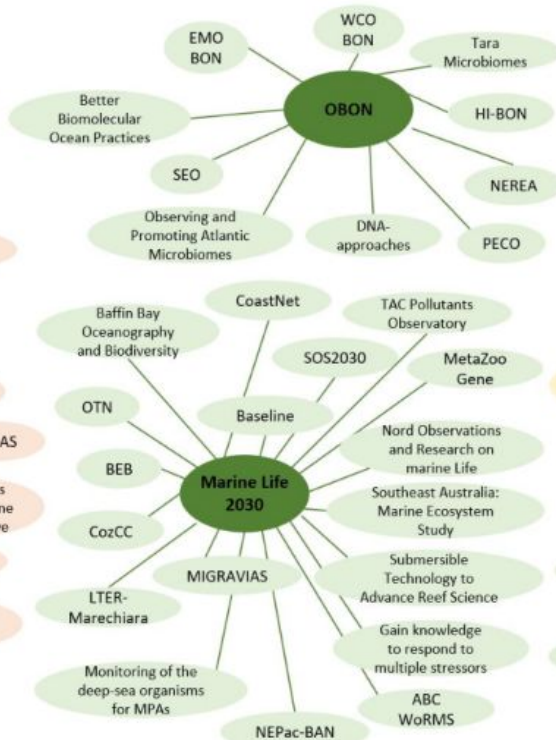 WCO
BON
EMO
BON
Tara
Microbiomes
OBON
Better
Biomolecular
Ocean Practices
HI-BON
SEO
NEREA
Observing and
Promoting Atlantic
Microbiomes
DNA-
approaches
PECO
CoastNet
TAC Pollutants
Observatory
Baffin Bay
Oceanography
and Biodiversity
SOS2030
MetaZoo
Gene
OTN
Baseline
Nord Observations
and Research on
marine Life
AS
BEB
Marine Life
2030
Southeast Australia:
Marine Ecosystem
Study
s
ne
e
CozCC
MIGRAVIAS
Submersible
Technology to
Advance Reef Science
LTER-
Marechiara
Gain knowledge
to respond to
multiple stressors
Monitoring of the
deep-sea organisms
for MPAs
ABC
WoRMS
NEPac-BAN